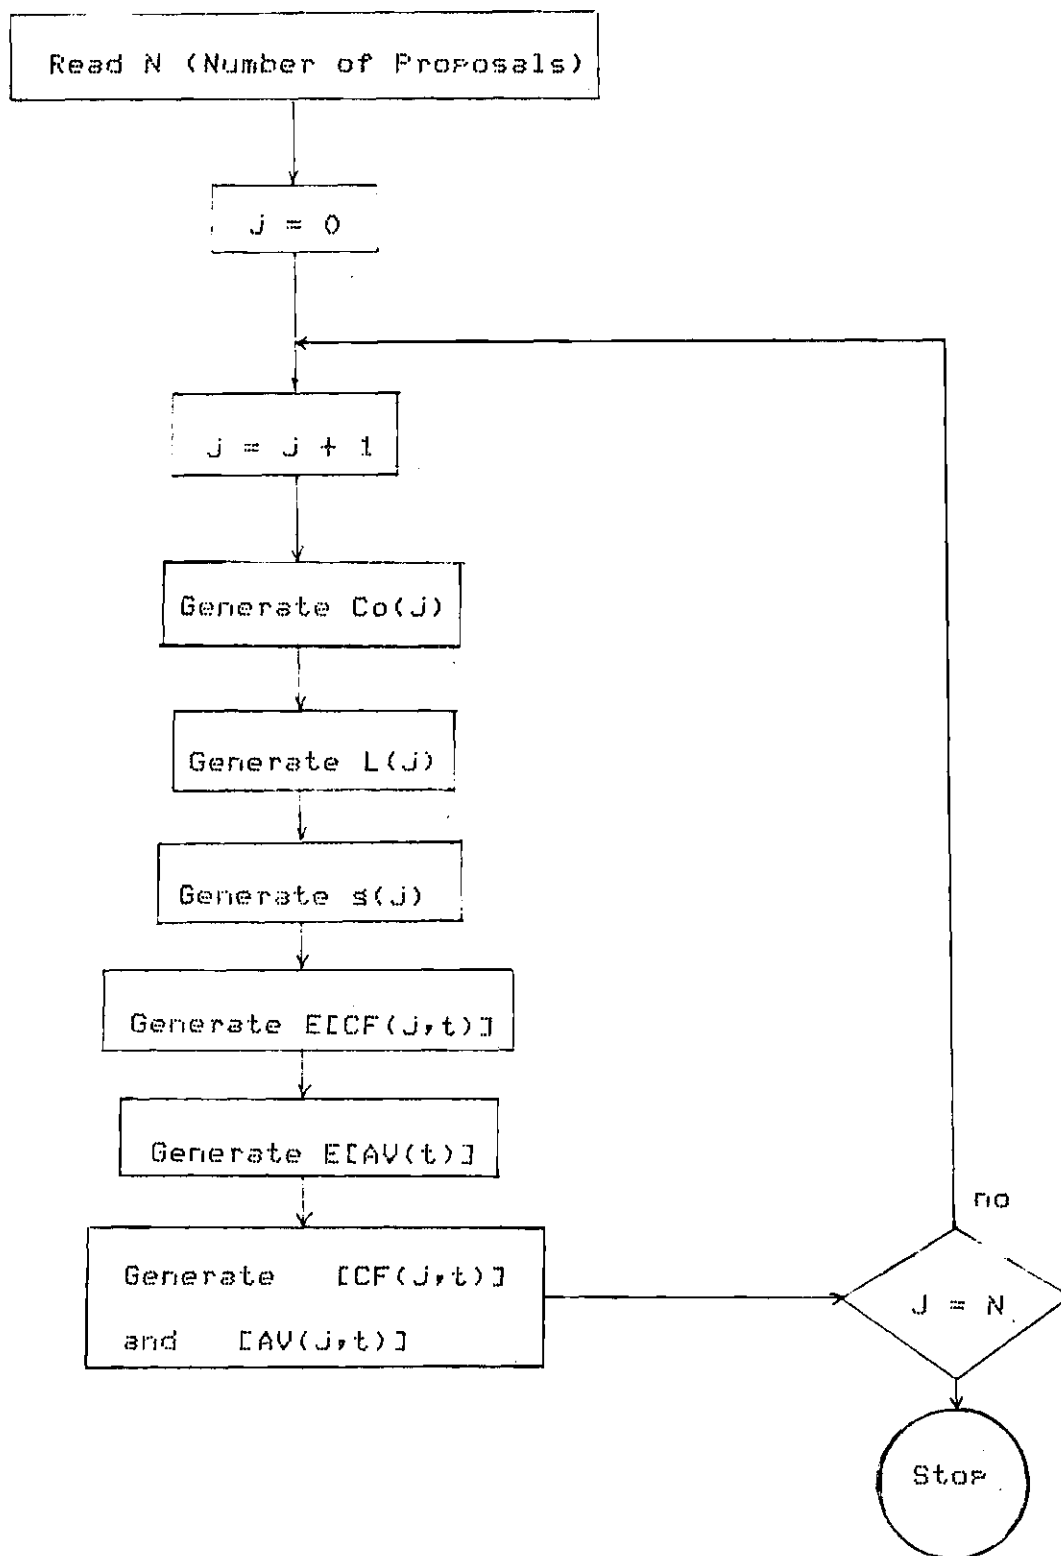 Read N (Number of Proposals)
j = 0
j = j + 1
Generate Co(j)
Generate L(j)
Generate s(j)
Generate E[CF(j,t)]
Generate E[AV(t)]
Generate [CF(j,t)]
and [AV(j,t)]
no
J = N
Stop